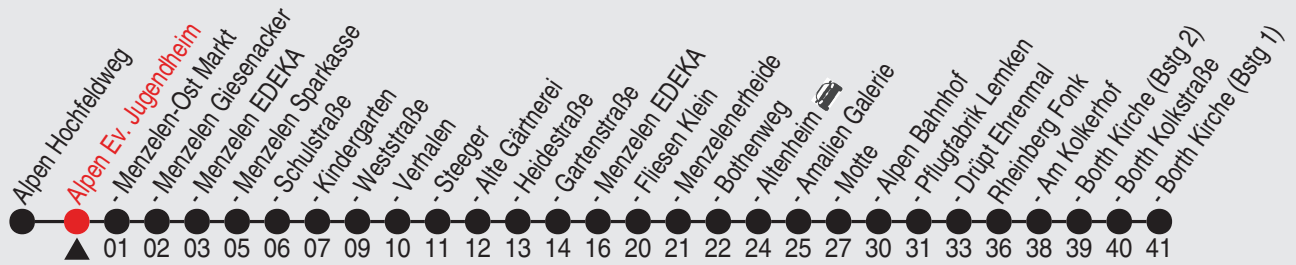 Alpen Hochfeldweg
Alpen Ev. Jugendheim
- Menzelen-Ost Markt
- Menzelen Giesenacker
- Menzelen EDEKA
- Menzelen Sparkasse
- Schulstraße
- Kindergarten
- Weststraße
- Verhalen
- Steeger
- Alte Gärtnerei
- Heidestraße
- Gartenstraße
- Menzelen EDEKA
- Fliesen Klein
- Menzelenerheide
- Bothenweg
- Altenheim
- Amalien Galerie
- Motte
- Alpen Bahnhof
- Pflugfabrik Lemken
- Drüpt Ehrenmal
Rheinberg Fonk
- Am Kolkerhof
- Borth Kirche (Bstg 2)
- Borth Kolkstraße
- Borth Kirche (Bstg 1)
01 02 03 05 06 07 09 10 11 12 13 14 16 20 21 22 24 25 27 30 31 33 36 38 39 40 41